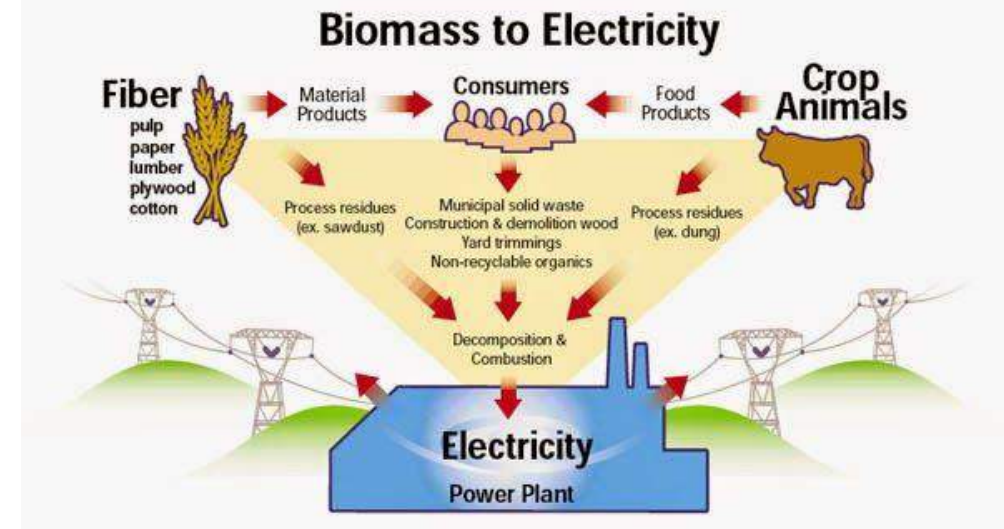 Biomass to Electricity
Fiber
pulp
paper
lumber
plywood
cotton
Material
Products
Consumers
Food
Products
Crop
Animals
Process residues
(ex. sawdust)
Municipal solid waste
Construction & demolition wood
Yard trimmings
Non-recyclable organics
Process residues
(ex. dung)
Decomposition &
Combustion
Electricity
Power Plant